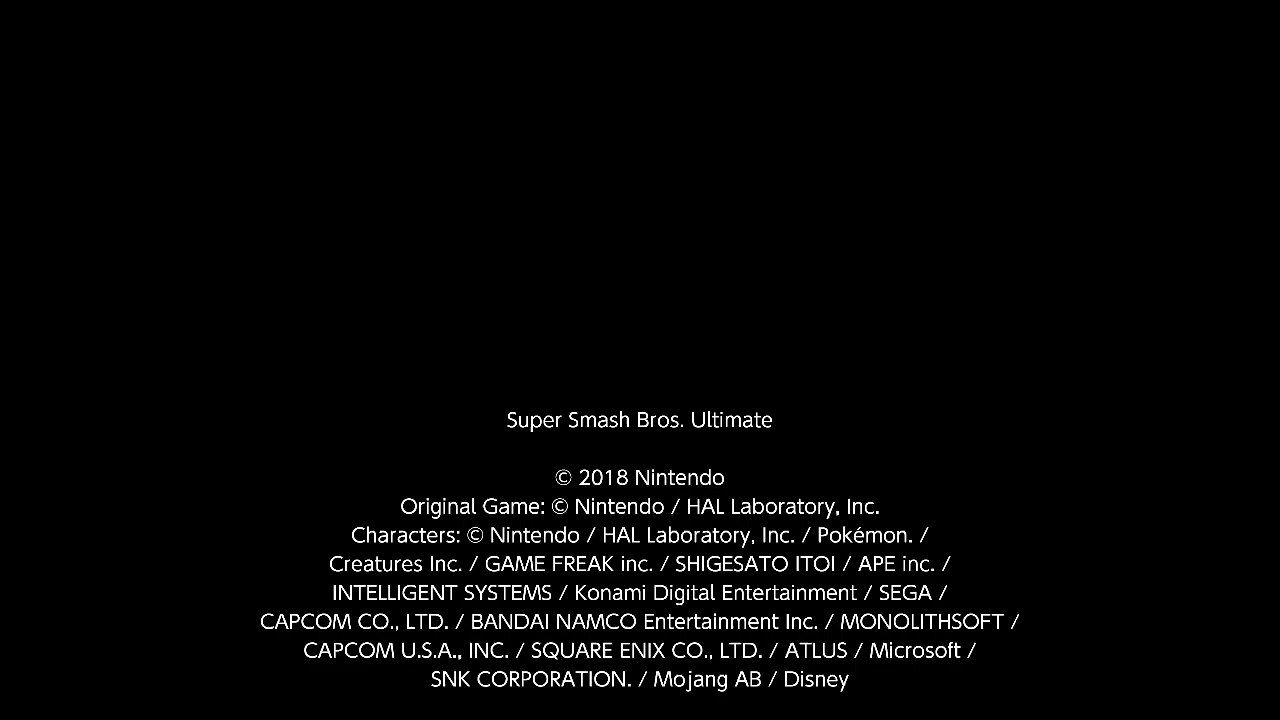 Super Smash Bros. Ultimate
© 2018 Nintendo
Original Game: © Nintendo / HAL Laboratory, Inc.
Characters: © Nintendo / HAL Laboratory, Inc. / Pokémon. /
Creatures Inc. / GAME FREAK inc. / SHIGESATO ITOI / APE inc. /
INTELLIGENT SYSTEMS / Konami Digital Entertainment / SEGA /
CAPCOM CO., LTD. / BANDAI NAMCO Entertainment Inc. / MONOLITHSOFT /
CAPCOM U.S.A., INC. / SQUARE ENIX CO., LTD. / ATLUS / Microsoft /
SNK CORPORATION. / Mojang AB / Disney